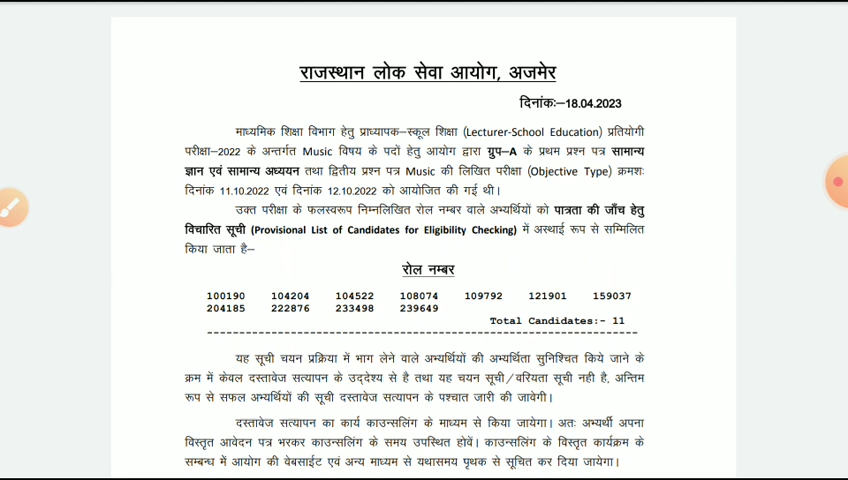 राजस्थान लोक सेवा आयोग, अजमेर
दिनांकः–18.04.2023
माध्यमिक शिक्षा विभाग हेतु प्राध्यापक–स्कूल शिक्षा (Lecturer-School Education) प्रतियोगी
परीक्षा–2022 के अन्तर्गत Music विषय के पदों हेतु आयोग द्वारा ग्रुप–A के प्रथम प्रश्न पत्र सामान्य
ज्ञान एवं सामान्य अध्ययन तथा द्वितीय प्रश्न पत्र Music की लिखित परीक्षा (Objective Type) क्रमशः
दिनांक 11.10.2022 एवं दिनांक 12.10.2022 को आयोजित की गई थी।
उक्त परीक्षा के फलस्वरूप निम्नलिखित रोल नम्बर वाले अभ्यर्थियों को पात्रता की जाँच हेतु
विचारित सूची (Provisional List of Candidates for Eligibility Checking) में अस्थाई रूप से सम्मिलित
किया जाता है–
रोल नम्बर
100190 104204 104522 108074 109792 121901 159037
204185 222876 233498 239649
Total Candidates:- 11
यह सूची चयन प्रक्रिया में भाग लेने वाले अभ्यर्थियों की अभ्यर्थिता सुनिश्चित किये जाने के
क्रम में केवल दस्तावेज सत्यापन के उद्देश्य से है तथा यह चयन सूची/वरियता सूची नही है, अन्तिम
रूप से सफल अभ्यर्थियों की सूची दस्तावेज सत्यापन के पश्चात जारी की जावेगी।
दस्तावेज सत्यापन का कार्य काउन्सलिंग के माध्यम से किया जायेगा। अतः अभ्यर्थी अपना
विस्तृत आवेदन पत्र भरकर काउन्सलिंग के समय उपस्थित होवें। काउन्सलिंग के विस्तृत कार्यक्रम के
सम्बन्ध में आयोग की वेबसाईट एवं अन्य माध्यम से यथासमय पृथक से सूचित कर दिया जायेगा।